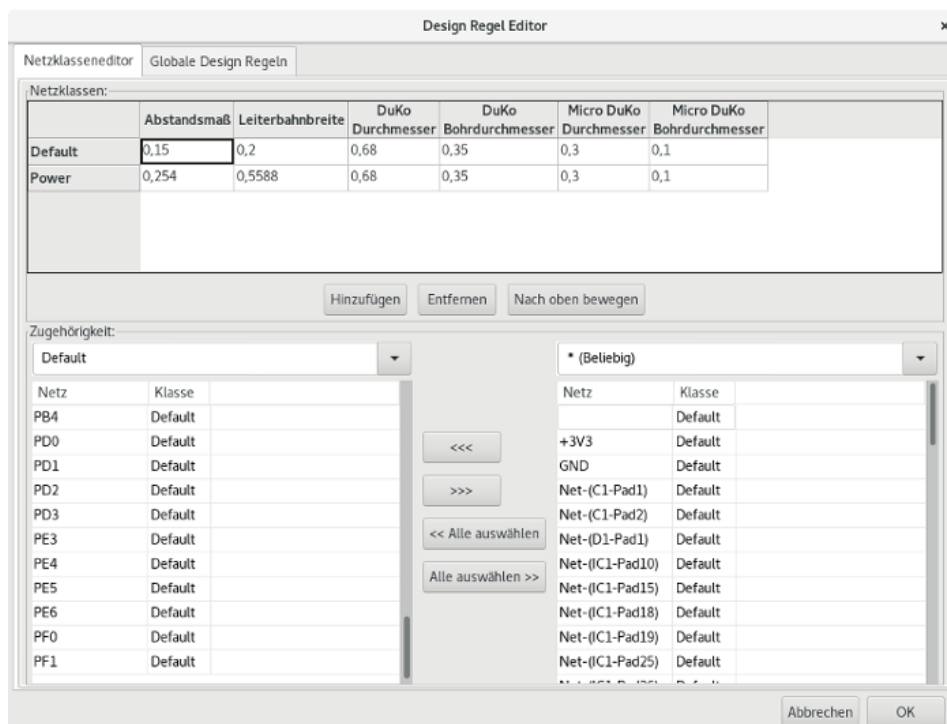 Design Regel Editor
×
Netzklasseneditor Globale Design Regeln
Netzklassen:
Abstandsmaß Leiterbahnbreite DuKo Durchmesser DuKo Bohrdurchmesser Micro DuKo Durchmesser Micro DuKo Bohrdurchmesser
Default 0,15 0,2 0,68 0,35 0,3 0,1
Power 0,254 0,5588 0,68 0,35 0,3 0,1
Hinzufügen Entfernen Nach oben bewegen
Zugehörigkeit:
Default
Netz Klasse
PB4 Default
PD0 Default
PD1 Default
PD2 Default
PD3 Default
PE3 Default
PE4 Default
PE5 Default
PE6 Default
PF0 Default
PF1 Default
<<<
>>>
<< Alle auswählen
Alle auswählen >>
* (Beliebig)
Netz Klasse
Default
+3V3 Default
GND Default
Net-(C1-Pad1) Default
Net-(C1-Pad2) Default
Net-(D1-Pad1) Default
Net-(IC1-Pad10) Default
Net-(IC1-Pad15) Default
Net-(IC1-Pad18) Default
Net-(IC1-Pad19) Default
Net-(IC1-Pad25) Default
Abbrechen OK